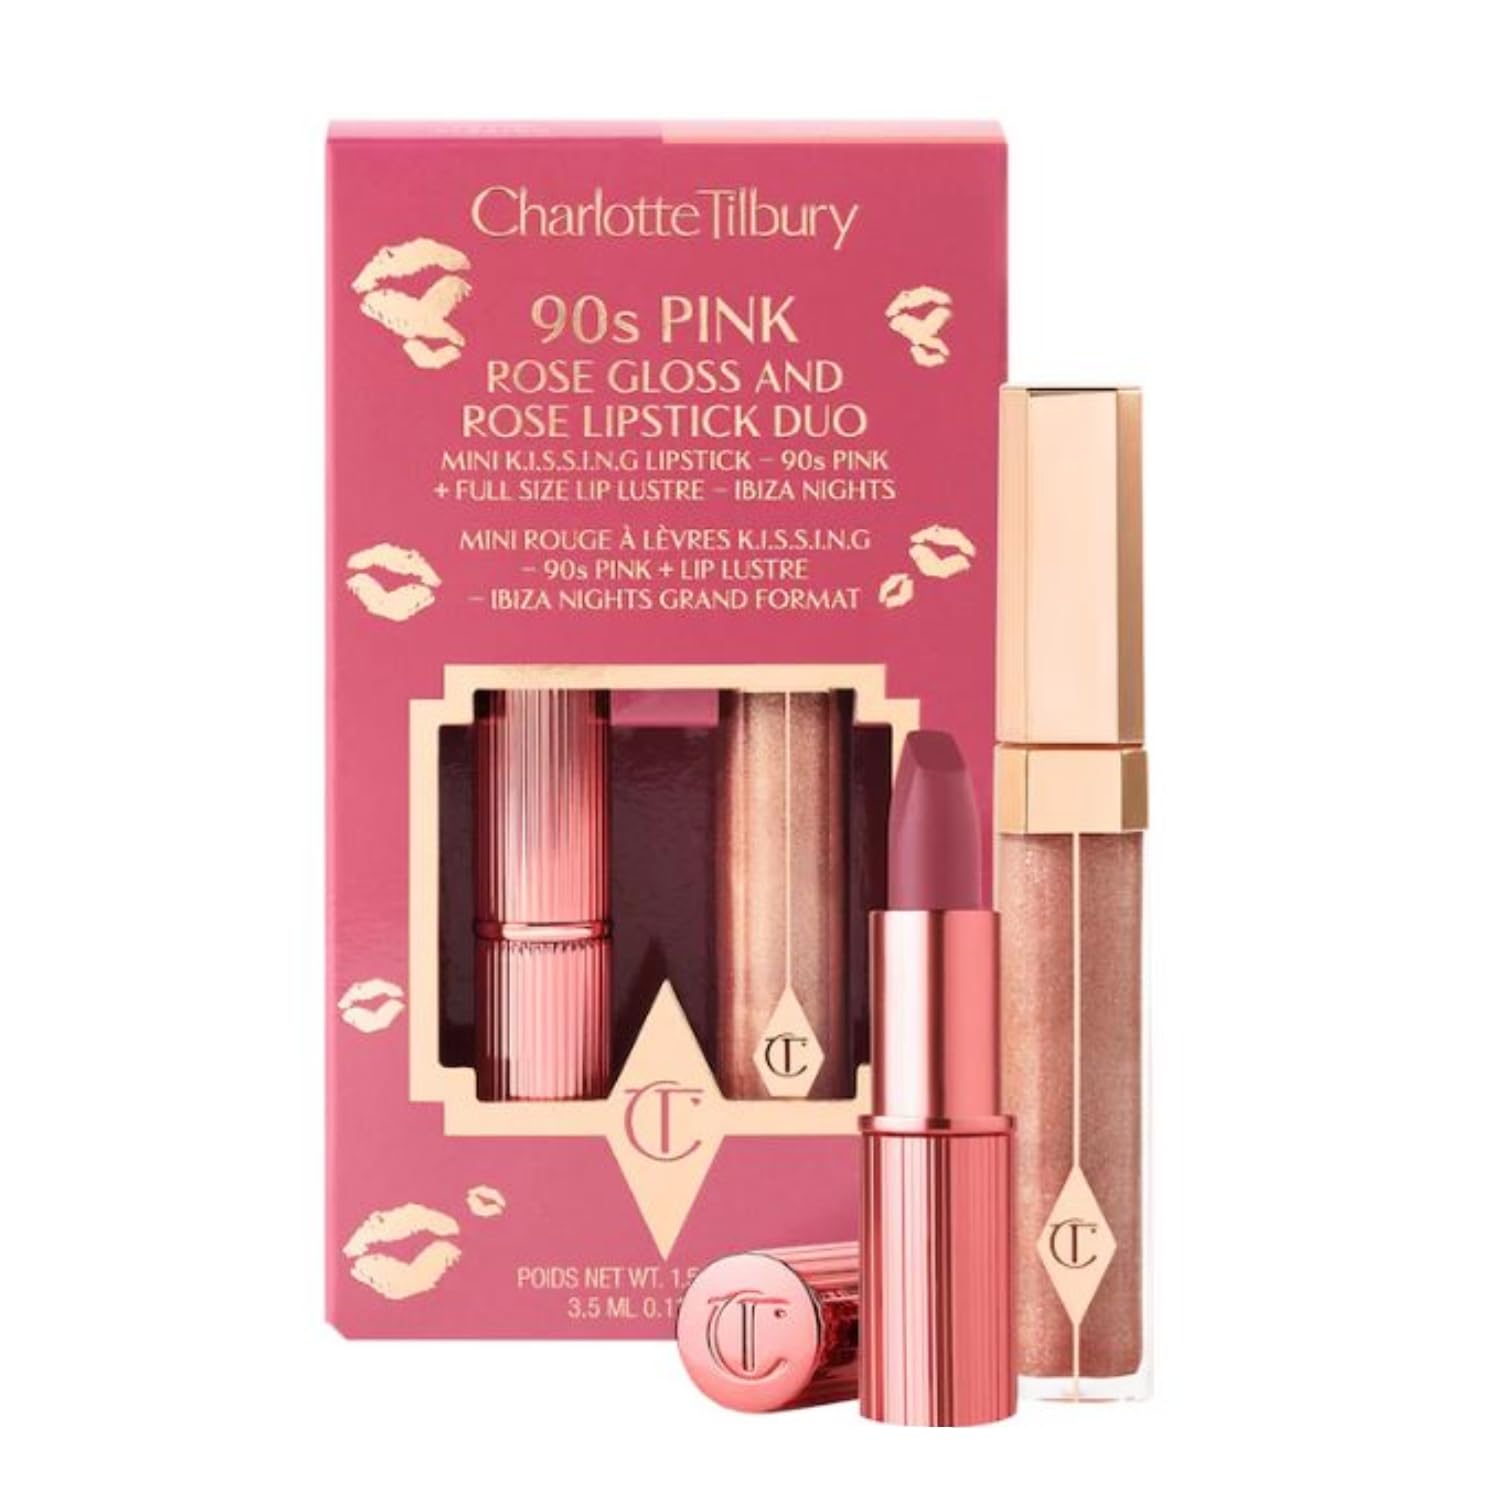 Charlotte Tilbury
90s PINK
ROSE GLOSS AND
ROSE LIPSTICK DUO
MINI K.I.S.S.I.N.G LIPSTICK – 90s PINK
+ FULL SIZE LIP LUSTRE – IBIZA NIGHTS
MINI ROUGE À LÈVRES K.I.S.S.I.N.G
– 90s PINK + LIP LUSTRE
– IBIZA NIGHTS GRAND FORMAT
CT
CT
CT
POIDS NET WT.
3.5 ML
CT